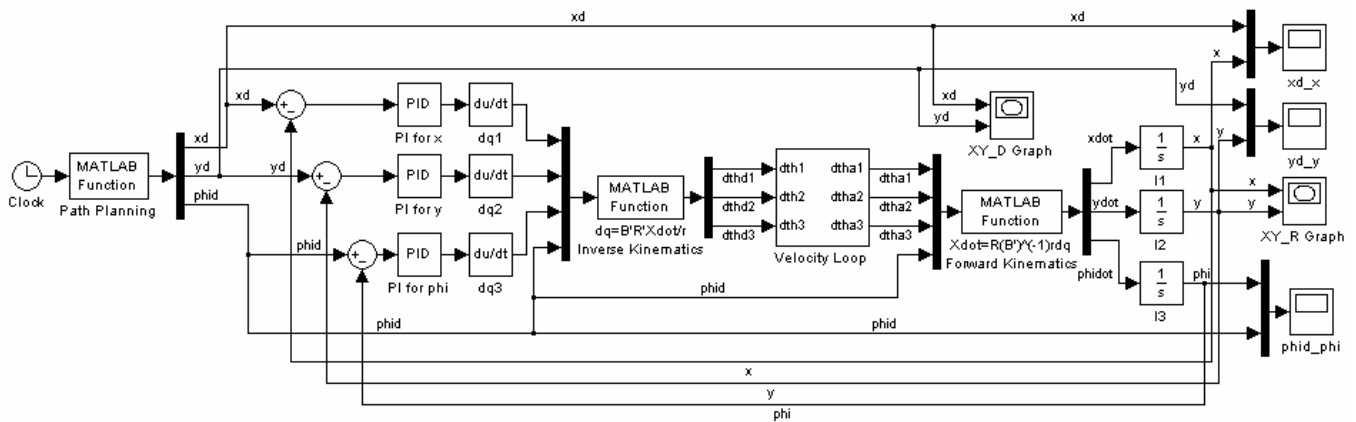 xd
xd
x
xd_x
yd
y
yd_y
xd
yd
XY_D Graph
Clock
MATLAB
Function
Path Planning
xd
yd
phid
xd
+
−
PID
PI for x
du/dt
dq1
yd
+
−
PID
PI for y
du/dt
dq2
phid
+
−
PID
PI for phi
du/dt
dq3
MATLAB
Function
dq=B'R'Xdot/r
Inverse Kinematics
dthd1
dthd2
dthd3
dth1
dth2
dth3
dtha1
dtha2
dtha3
Velocity Loop
dtha1
dtha2
dtha3
MATLAB
Function
Xdot=R(B')^(-1)rdq
Forward Kinematics
xdot
ydot
phidot
1
s
I1
1
s
I2
1
s
I3
x
y
phi
x
y
XY_R Graph
phid
phid
phid
phid_phi
x
y
phi